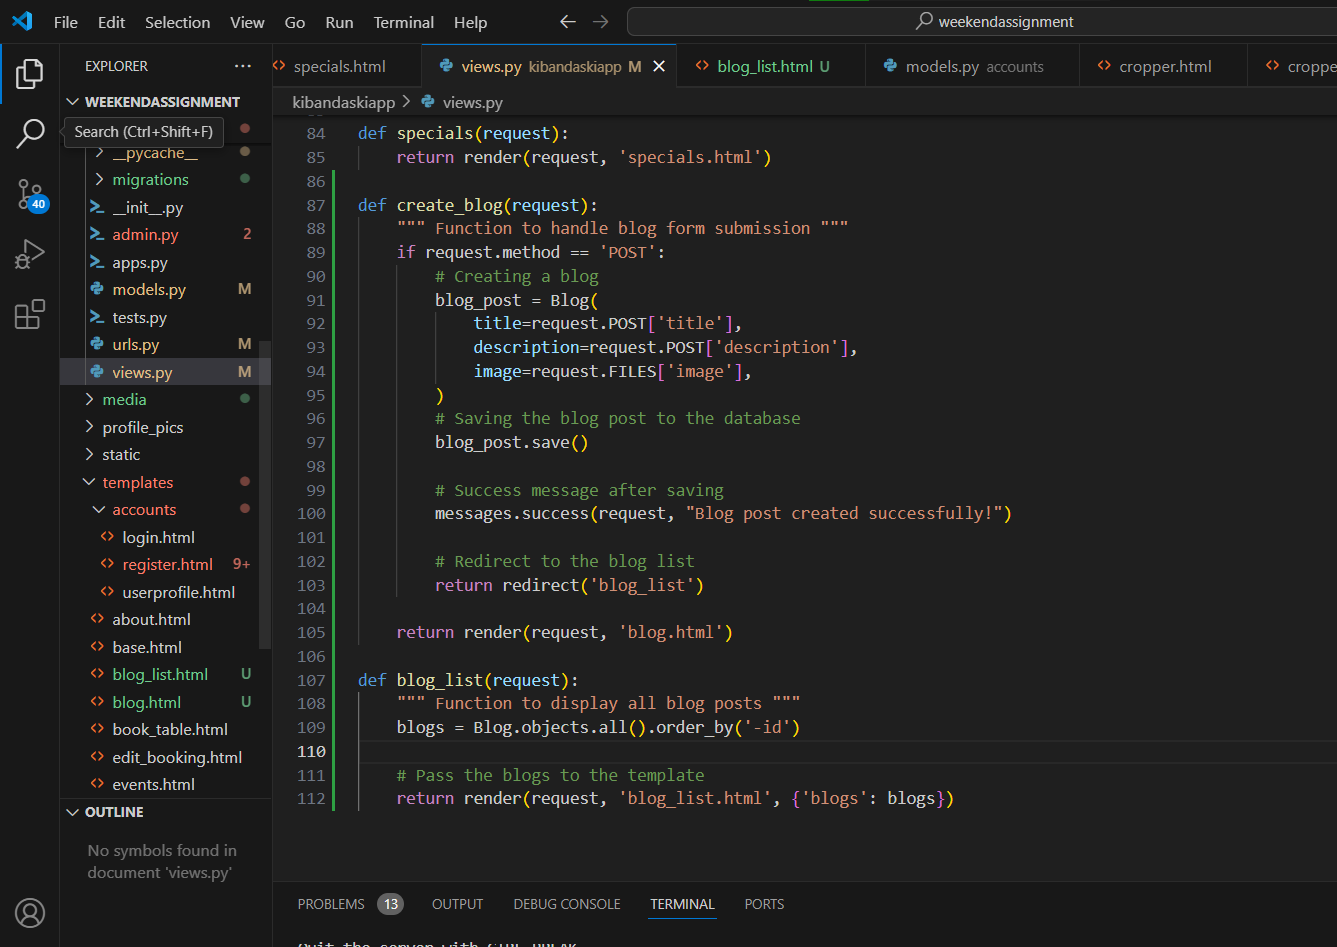 File Edit Selection View Go Run Terminal Help
weekendassignment
EXPLORER
specials.html
views.py kibandaskiapp M
blog_list.html U
models.py accounts
cropper.html
WEEKENDASSIGNMENT
kibandaskiapp > views.py
Search (Ctrl+Shift+F)
__pycache__
migrations
__init__.py
40
admin.py 2
apps.py
models.py M
tests.py
urls.py M
views.py M
media
profile_pics
static
templates
accounts
login.html
register.html 9+
userprofile.html
about.html
base.html
blog_list.html U
blog.html U
book_table.html
edit_booking.html
events.html
OUTLINE
No symbols found in
document 'views.py'
84 def specials(request):
85 return render(request, 'specials.html')
86
87 def create_blog(request):
88 """ Function to handle blog form submission """
89 if request.method == 'POST':
90 # Creating a blog
91 blog_post = Blog(
92 title=request.POST['title'],
93 description=request.POST['description'],
94 image=request.FILES['image'],
95 )
96 # Saving the blog post to the database
97 blog_post.save()
98
99 # Success message after saving
100 messages.success(request, "Blog post created successfully!")
101
102 # Redirect to the blog list
103 return redirect('blog_list')
104
105 return render(request, 'blog.html')
106
107 def blog_list(request):
108 """ Function to display all blog posts """
109 blogs = Blog.objects.all().order_by('-id')
110
111 # Pass the blogs to the template
112 return render(request, 'blog_list.html', {'blogs': blogs})
PROBLEMS 13 OUTPUT DEBUG CONSOLE TERMINAL PORTS